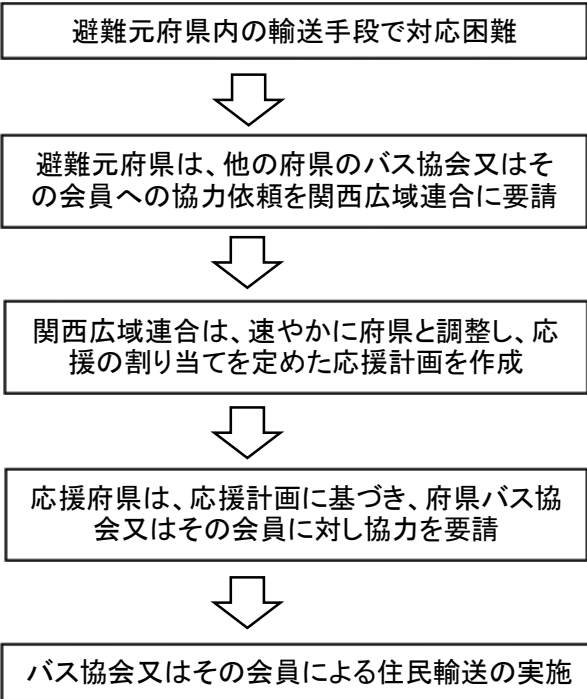 避難元府県内の輸送手段で対応困難
避難元府県は、他の府県のバス協会又はそ
の会員への協力依頼を関西広域連合に要請
関西広域連合は、速やかに府県と調整し、応
援の割り当てを定めた応援計画を作成
応援府県は、応援計画に基づき、府県バス協
会又はその会員に対し協力を要請
バス協会又はその会員による住民輸送の実施